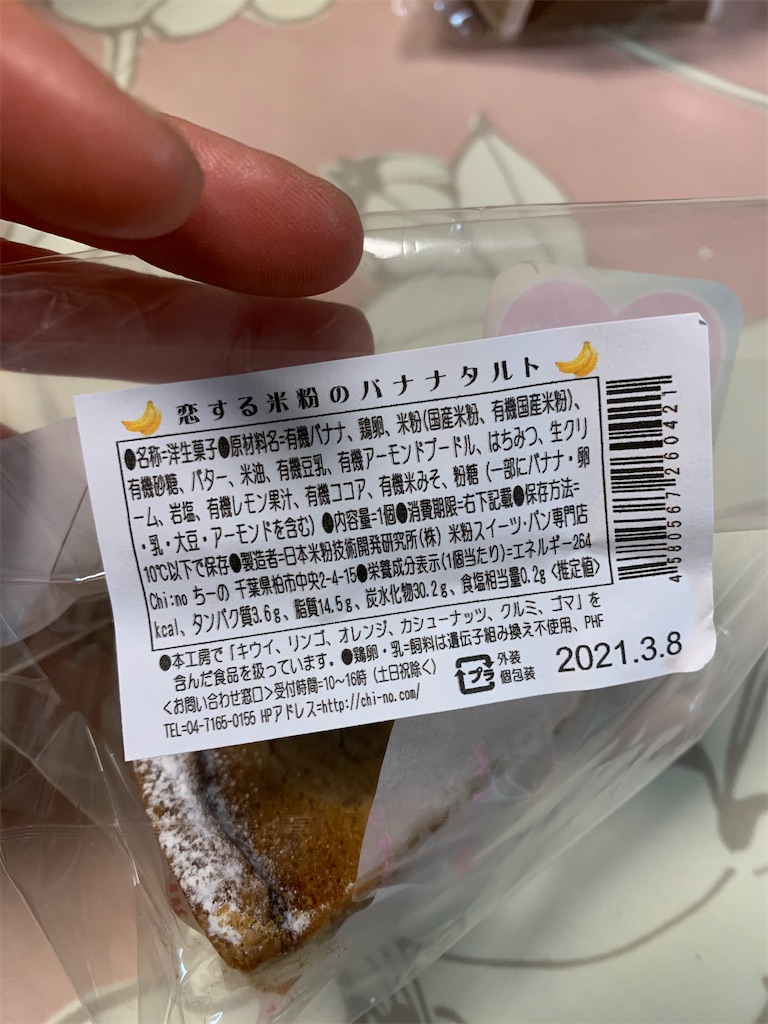 恋する米粉のバナナタルト
●名称=洋生菓子●原材料名=有機バナナ、鶏卵、米粉(国産米粉、有機国産米粉)、
有機砂糖、バター、米油、有機豆乳、有機アーモンドプードル、はちみつ、生クリ
ーム、岩塩、有機レモン果汁、有機ココア、有機米みそ、粉糖(一部にバナナ・卵
・乳・大豆・アーモンドを含む)●内容量=1個●消費期限=右下記載●保存方法=
10℃以下で保存●製造者=日本米粉技術開発研究所(株) 米粉スイーツ・パン専門店
Chi:no ちーの 千葉県柏市中央2-4-15●栄養成分表示(1個当たり)=エネルギー264
kcal、タンパク質3.6g、脂質14.5g、炭水化物30.2g、食塩相当量0.2g〈推定値〉
●本工房で「キウイ、リンゴ、オレンジ、カシューナッツ、クルミ、ゴマ」を
含んだ食品を扱っています。●鶏卵・乳=飼料は遺伝子組み換え不使用、PHF
<お問い合わせ窓口>受付時間=10~16時(土日祝除く)
TEL=04-7165-0156 HPアドレス=http://chi-no.com/
プラ
外装
個包装
2021.3.8
4580567126042